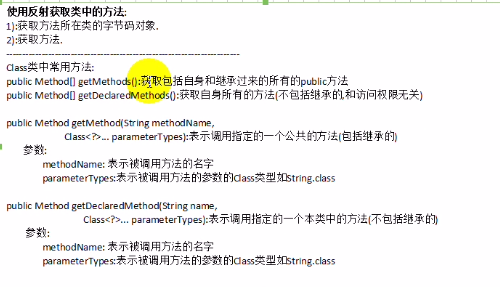 使用反射获取类中的方法:
1):获取方法所在类的字节码对象.
2):获取方法.
------------------------------------------------------------------------
Class类中常用方法:
public Method[] getMethods():获取包括自身和继承过来的所有的public方法
public Method[] getDeclaredMethods():获取自身所有的方法(不包括继承的,和访问权限无关)
public Method getMethod(String methodName,
Class<?>... parameterTypes):表示调用指定的一个公共的方法(包括继承的)
参数:
methodName: 表示被调用方法的名字
parameterTypes:表示被调用方法的参数的Class类型如String.class
public Method getDeclaredMethod(String name,
Class<?>... parameterTypes):表示调用指定的一个本类中的方法(不包括继承的)
参数:
methodName: 表示被调用方法的名字
parameterTypes:表示被调用方法的参数的Class类型如String.class